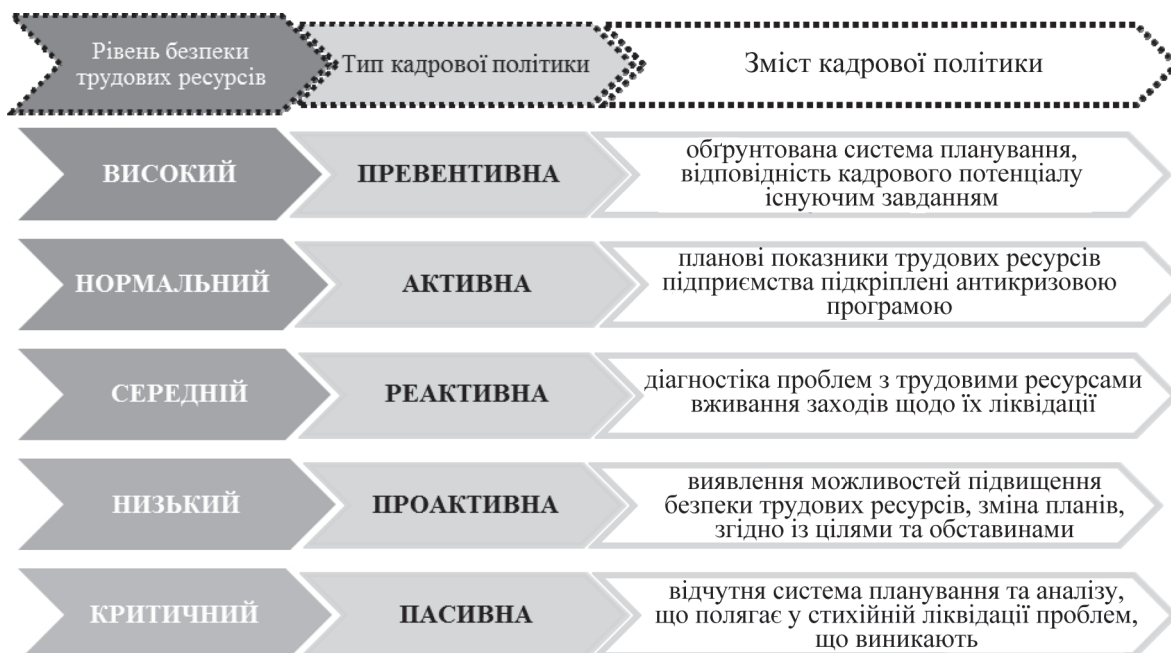 Рівень безпеки
трудових ресурсів
Тип кадрової політики
Зміст кадрової політики
ВИСОКИЙ
ПРЕВЕНТИВНА
обґрунтована система планування,
відповідність кадрового потенціалу
існуючим завданням
НОРМАЛЬНИЙ
АКТИВНА
планові показники трудових ресурсів
підприємства підкріплені антикризовою
програмою
СЕРЕДНІЙ
РЕАКТИВНА
діагностіка проблем з трудовими ресурсами
вживання заходів щодо їх ліквідації
НИЗЬКИЙ
ПРОАКТИВНА
виявлення можливостей підвищення
безпеки трудових ресурсів, зміна планів,
згідно із цілями та обставинами
КРИТИЧНИЙ
ПАСИВНА
відчутня система планування та аналізу,
що полягає у стихійній ліквідації проблем,
що виникають